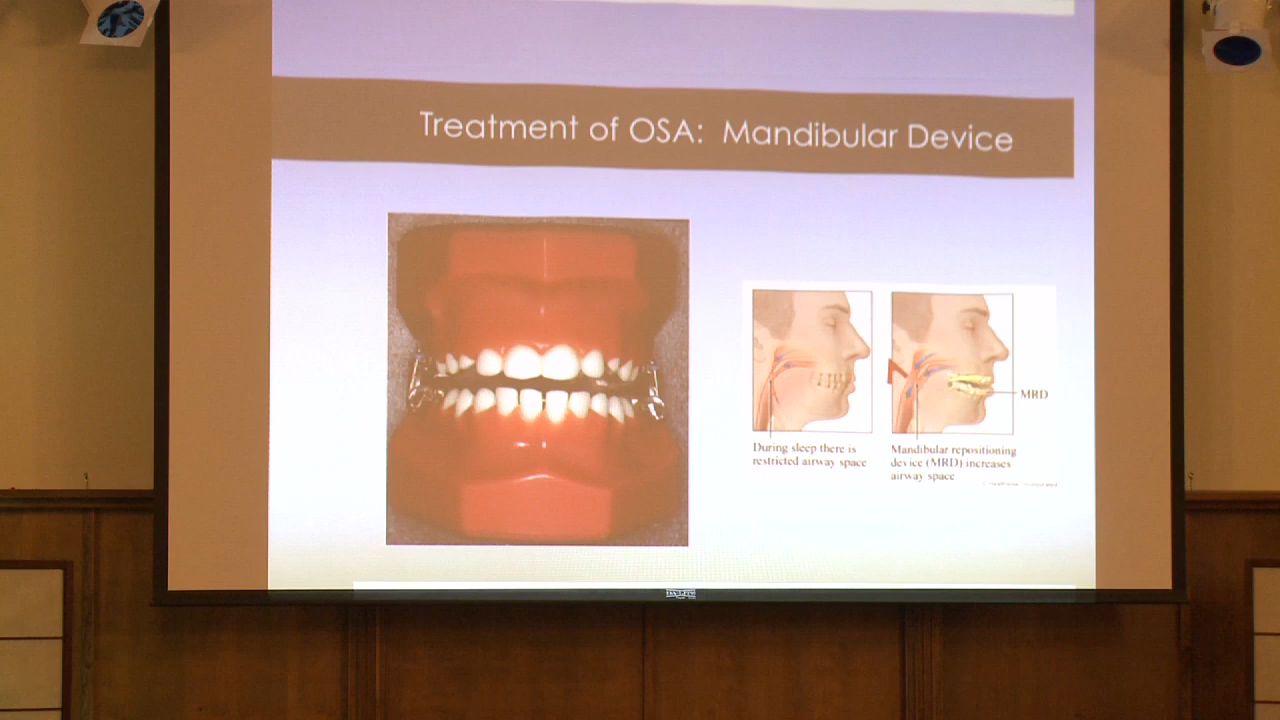 Treatment of OSA: Mandibular Device
MRD
During sleep there is
restricted airway space
Mandibular repositioning
device (MRD) increases
airway space